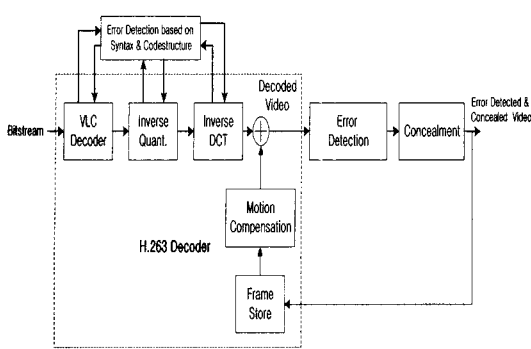 Error Detection based on
Syntax & Codestructure
Decoded
Video
Error Detected &
Concealed Video
Bitstream
VLC
Decoder
Inverse
Quant.
Inverse
DCT
Error
Detection
Concealment
Motion
Compensation
H.263 Decoder
Frame
Store